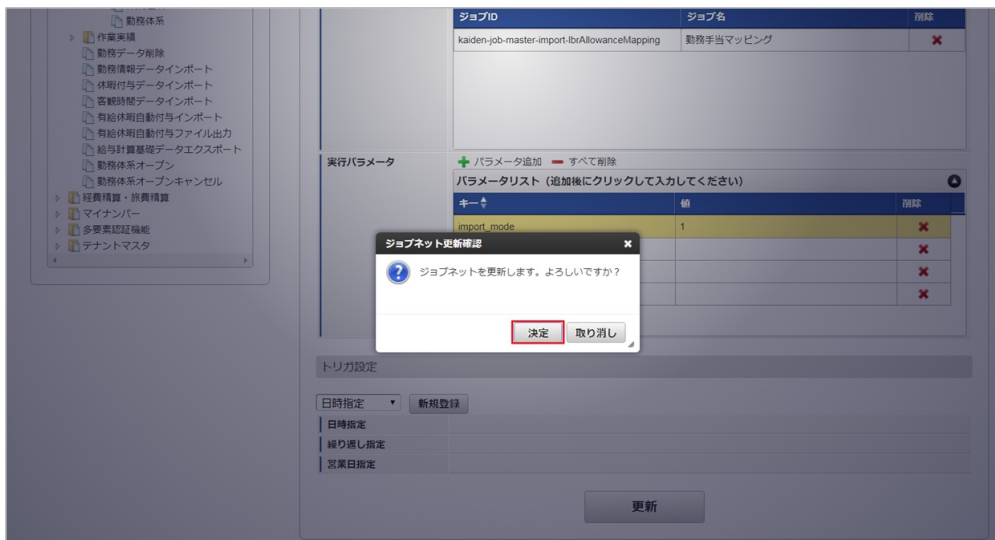 勤務体系
作業実績
勤務データ削除
勤務情報データインポート
休暇付与データインポート
客観時間データインポート
有給休暇自動付与インポート
有給休暇自動付与ファイル出力
給与計算基礎データエクスポート
勤務体系オープン
勤務体系オープンキャンセル
経費精算・旅費精算
マイナンバー
多要素認証機能
テナントマスタ
ジョブID ジョブ名 削除
kaiden-job-master-import-lbrAllowanceMapping 勤務手当マッピング
実行パラメータ
パラメータ追加 すべて削除
パラメータリスト（追加後にクリックして入力してください）
キー 値 削除
import_mode 1
ジョブネット更新確認
ジョブネットを更新します。よろしいですか？
決定 取り消し
トリガ設定
日時指定 新規登録
日時指定
繰り返し指定
営業日指定
更新